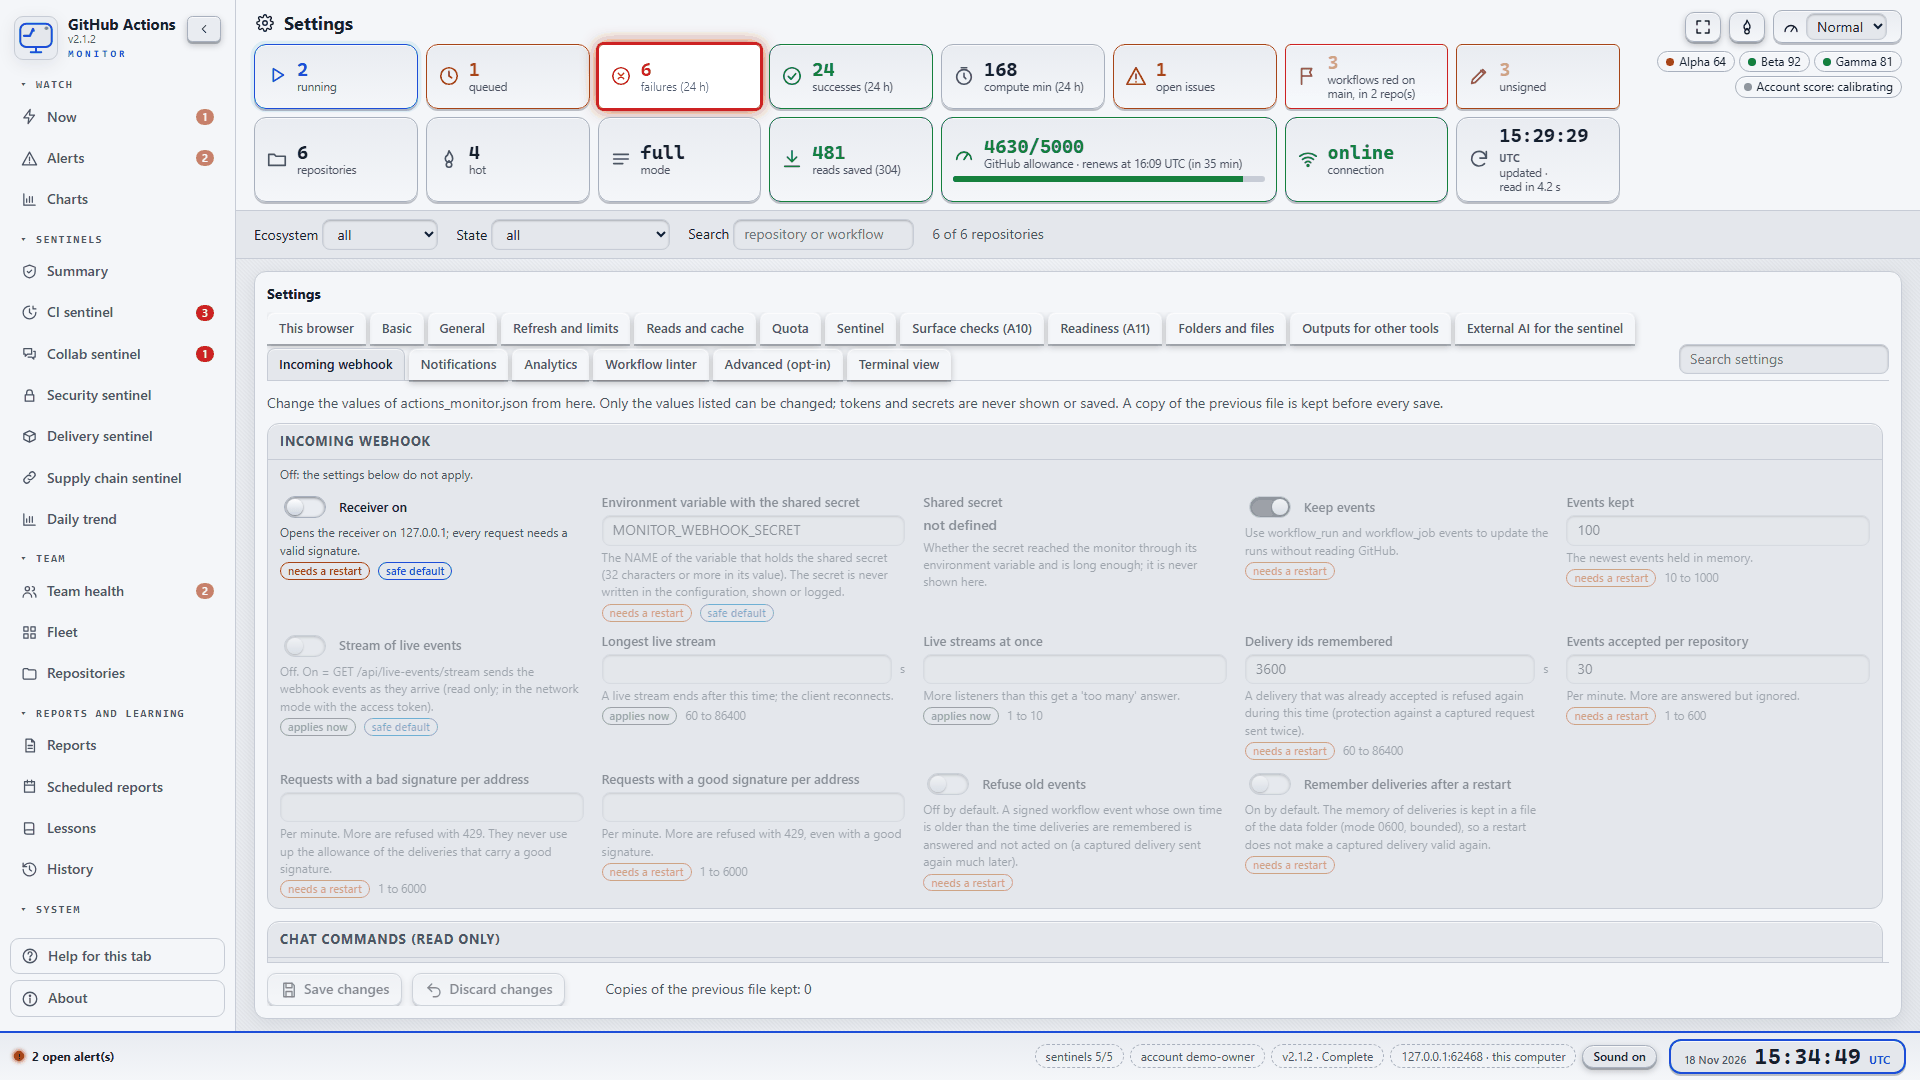 GitHub Actions
v2.1.2
MONITOR
WATCH
Now 1
Alerts 2
Charts
SENTINELS
Summary
CI sentinel 3
Collab sentinel 1
Security sentinel
Delivery sentinel
Supply chain sentinel
Daily trend
TEAM
Team health 2
Fleet
Repositories
REPORTS AND LEARNING
Reports
Scheduled reports
Lessons
History
SYSTEM
Help for this tab
About
Settings
Normal
Alpha 64
Beta 92
Gamma 81
Account score: calibrating
2
running
1
queued
6
failures (24 h)
24
successes (24 h)
168
compute min (24 h)
1
open issues
3
workflows red on
main, in 2 repo(s)
3
unsigned
6
repositories
4
hot
full
mode
481
reads saved (304)
4630/5000
GitHub allowance · renews at 16:09 UTC (in 35 min)
online
connection
15:29:29
UTC
updated ·
read in 4.2 s
Ecosystem all
State all
Search repository or workflow
6 of 6 repositories
Settings
This browser
Basic
General
Refresh and limits
Reads and cache
Quota
Sentinel
Surface checks (A10)
Readiness (A11)
Folders and files
Outputs for other tools
External AI for the sentinel
Incoming webhook
Notifications
Analytics
Workflow linter
Advanced (opt-in)
Terminal view
Search settings
Change the values of actions_monitor.json from here. Only the values listed can be changed; tokens and secrets are never shown or saved. A copy of the previous file is kept before every save.
INCOMING WEBHOOK
Off: the settings below do not apply.
Receiver on
Opens the receiver on 127.0.0.1; every request needs a
valid signature.
needs a restart safe default
Environment variable with the shared secret
MONITOR_WEBHOOK_SECRET
The NAME of the variable that holds the shared secret
(32 characters or more in its value). The secret is never
written in the configuration, shown or logged.
needs a restart safe default
Shared secret
not defined
Whether the secret reached the monitor through its
environment variable and is long enough; it is never
shown here.
Keep events
Use workflow_run and workflow_job events to update the
runs without reading GitHub.
needs a restart
Events kept
100
The newest events held in memory.
needs a restart 10 to 1000
Stream of live events
Off. On = GET /api/live-events/stream sends the
webhook events as they arrive (read only; in the network
mode with the access token).
applies now safe default
Longest live stream
s
A live stream ends after this time; the client reconnects.
applies now 60 to 86400
Live streams at once
More listeners than this get a 'too many' answer.
applies now 1 to 10
Delivery ids remembered
3600 s
A delivery that was already accepted is refused again
during this time (protection against a captured request
sent twice).
needs a restart 60 to 86400
Events accepted per repository
30
Per minute. More are answered but ignored.
needs a restart 1 to 600
Requests with a bad signature per address
Per minute. More are refused with 429. They never use
up the allowance of the deliveries that carry a good
signature.
needs a restart 1 to 6000
Requests with a good signature per address
Per minute. More are refused with 429, even with a good
signature.
needs a restart 1 to 6000
Refuse old events
Off by default. A signed workflow event whose own time
is older than the time deliveries are remembered is
answered and not acted on (a captured delivery sent
again much later).
needs a restart
Remember deliveries after a restart
On by default. The memory of deliveries is kept in a file
of the data folder (mode 0600, bounded), so a restart
does not make a captured delivery valid again.
needs a restart
CHAT COMMANDS (READ ONLY)
Save changes
Discard changes
Copies of the previous file kept: 0
2 open alert(s)
sentinels 5/5
account demo-owner
v2.1.2 · Complete
127.0.0.1:62468 · this computer
Sound on
18 Nov 2026 15:34:49 UTC